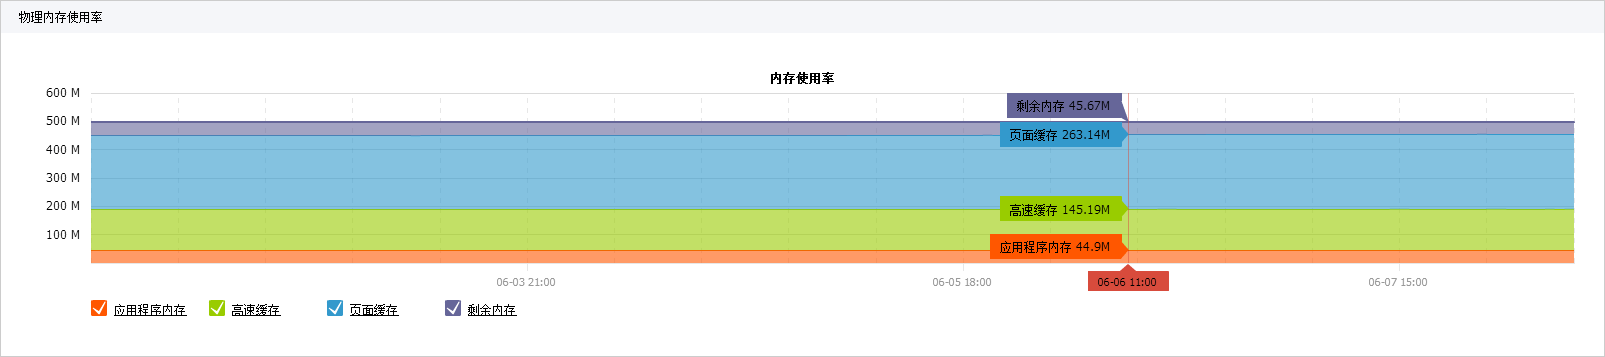 物理内存使用率
内存使用率
600 M
500 M
400 M
300 M
200 M
100 M
剩余内存 45.67M
页面缓存 263.14M
高速缓存 145.19M
应用程序内存 44.9M
06-03 21:00
06-05 18:00
06-06 11:00
06-07 15:00
应用程序内存
高速缓存
页面缓存
剩余内存